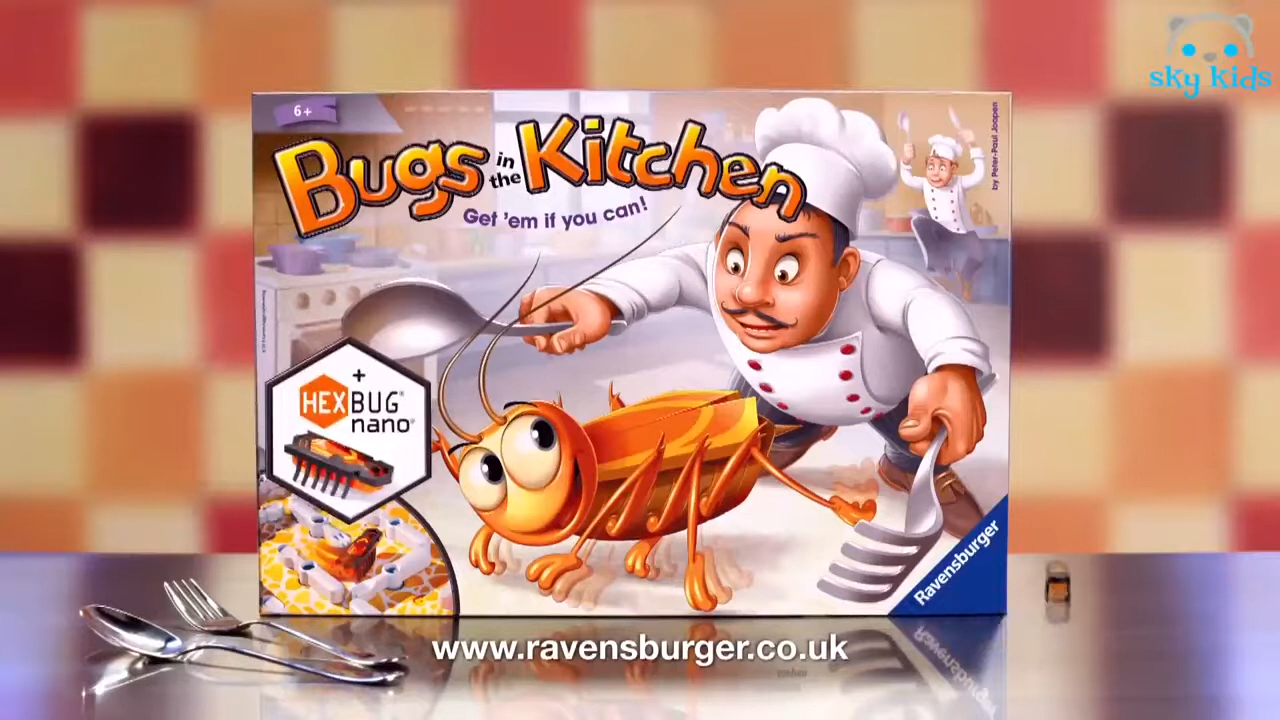 sky kids
6+
Bugs in the Kitchen
Get 'em if you can!
by Peter-Paul Joopen
+
HEXBUG®
nano®
Ravensburger
www.ravensburger.co.uk
Ravensburger